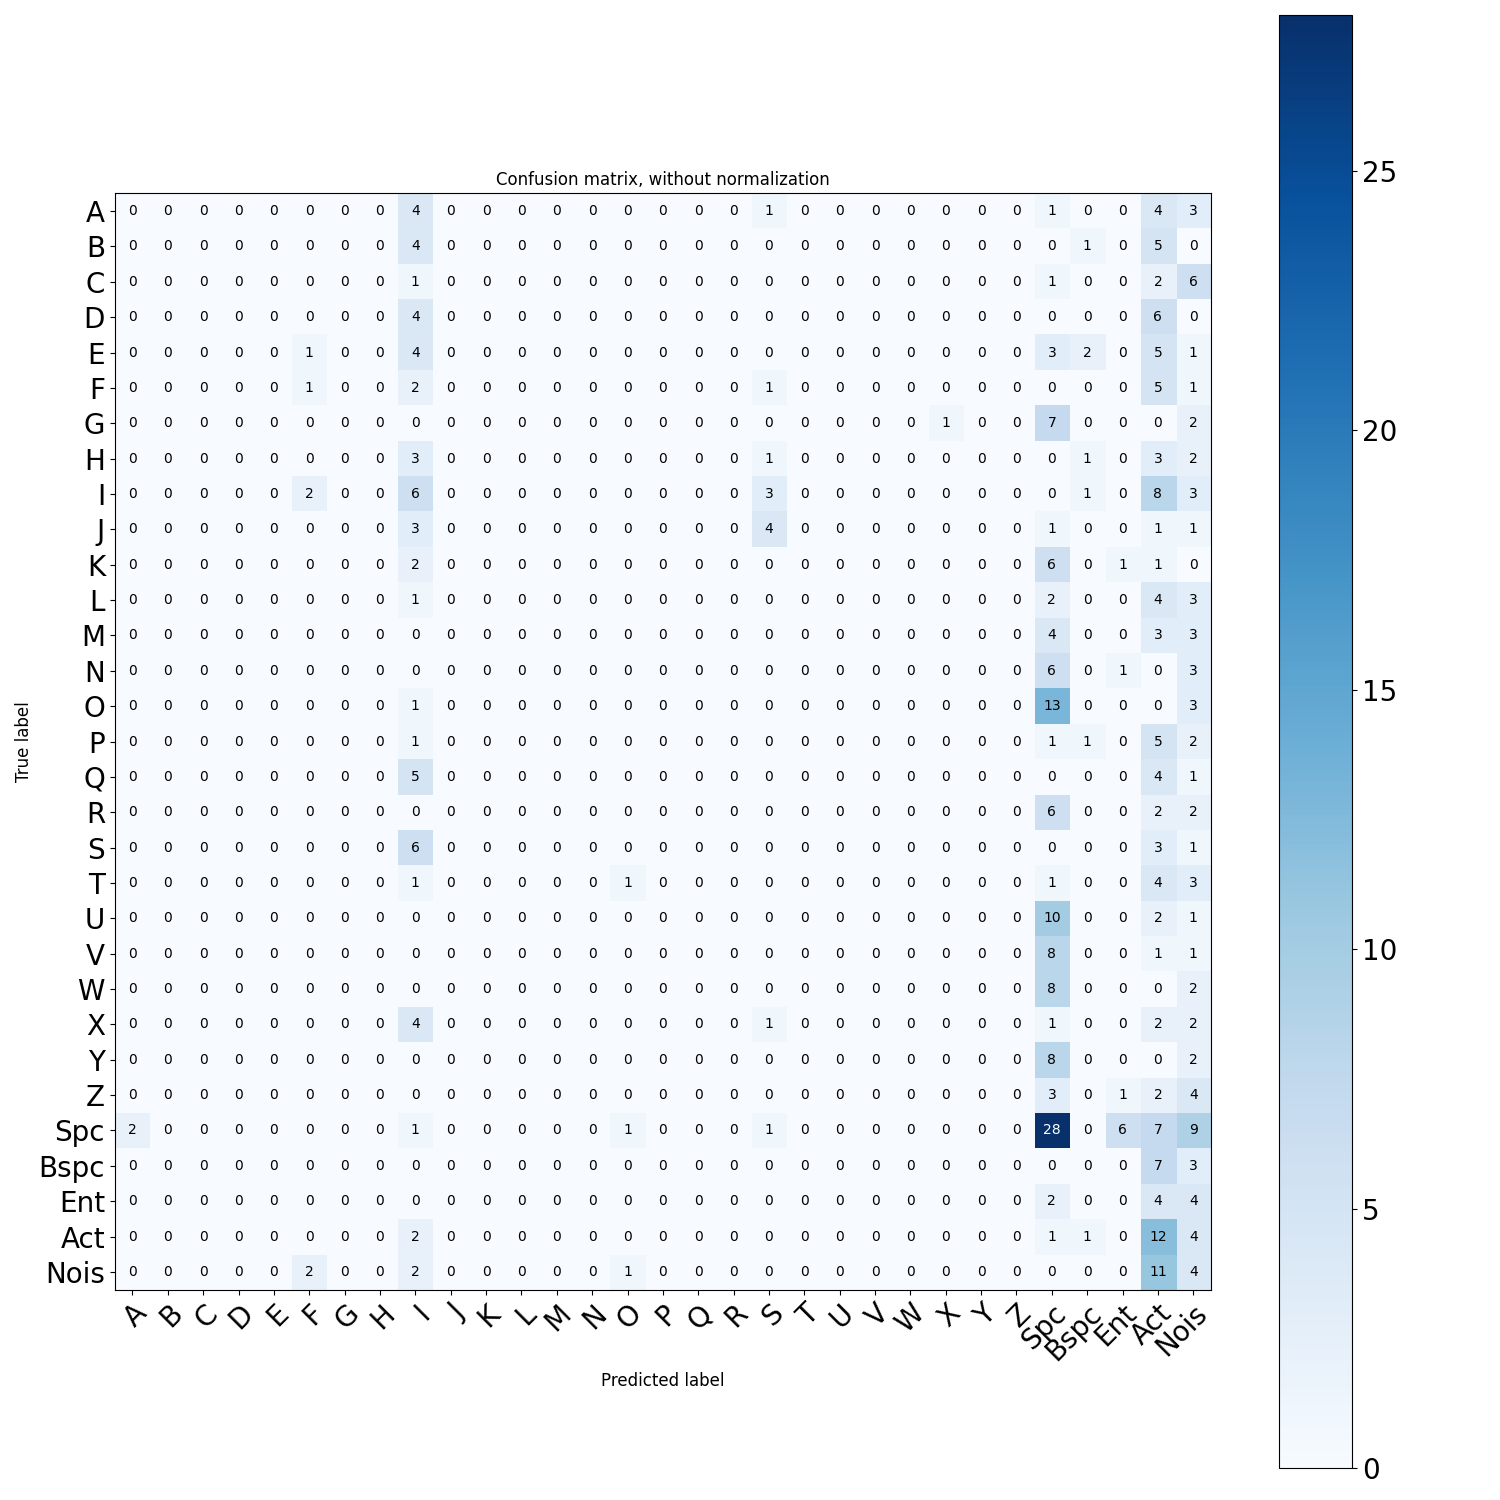 Confusion matrix, without normalization
A 0 0 0 0 0 0 0 0 4 0 0 0 0 0 0 0 0 0 1 0 0 0 0 0 0 0 1 0 0 4 3
B 0 0 0 0 0 0 0 0 4 0 0 0 0 0 0 0 0 0 0 0 0 0 0 0 0 0 0 1 0 5 0
C 0 0 0 0 0 0 0 0 1 0 0 0 0 0 0 0 0 0 0 0 0 0 0 0 0 0 1 0 0 2 6
D 0 0 0 0 0 0 0 0 4 0 0 0 0 0 0 0 0 0 0 0 0 0 0 0 0 0 0 0 0 6 0
E 0 0 0 0 0 1 0 0 4 0 0 0 0 0 0 0 0 0 0 0 0 0 0 0 0 0 3 2 0 5 1
F 0 0 0 0 0 1 0 0 2 0 0 0 0 0 0 0 0 0 1 0 0 0 0 0 0 0 0 0 0 5 1
G 0 0 0 0 0 0 0 0 0 0 0 0 0 0 0 0 0 0 0 0 0 0 0 1 0 0 7 0 0 0 2
H 0 0 0 0 0 0 0 0 3 0 0 0 0 0 0 0 0 0 1 0 0 0 0 0 0 0 0 1 0 3 2
I 0 0 0 0 0 2 0 0 6 0 0 0 0 0 0 0 0 0 3 0 0 0 0 0 0 0 0 1 0 8 3
J 0 0 0 0 0 0 0 0 3 0 0 0 0 0 0 0 0 0 4 0 0 0 0 0 0 0 1 0 0 1 1
K 0 0 0 0 0 0 0 0 2 0 0 0 0 0 0 0 0 0 0 0 0 0 0 0 0 0 6 0 1 1 0
L 0 0 0 0 0 0 0 0 1 0 0 0 0 0 0 0 0 0 0 0 0 0 0 0 0 0 2 0 0 4 3
M 0 0 0 0 0 0 0 0 0 0 0 0 0 0 0 0 0 0 0 0 0 0 0 0 0 0 4 0 0 3 3
N 0 0 0 0 0 0 0 0 0 0 0 0 0 0 0 0 0 0 0 0 0 0 0 0 0 0 6 0 1 0 3
O 0 0 0 0 0 0 0 0 1 0 0 0 0 0 0 0 0 0 0 0 0 0 0 0 0 0 13 0 0 0 3
P 0 0 0 0 0 0 0 0 1 0 0 0 0 0 0 0 0 0 0 0 0 0 0 0 0 0 1 1 0 5 2
Q 0 0 0 0 0 0 0 0 5 0 0 0 0 0 0 0 0 0 0 0 0 0 0 0 0 0 0 0 0 4 1
R 0 0 0 0 0 0 0 0 0 0 0 0 0 0 0 0 0 0 0 0 0 0 0 0 0 0 6 0 0 2 2
S 0 0 0 0 0 0 0 0 6 0 0 0 0 0 0 0 0 0 0 0 0 0 0 0 0 0 0 0 0 3 1
T 0 0 0 0 0 0 0 0 1 0 0 0 0 0 1 0 0 0 0 0 0 0 0 0 0 0 1 0 0 4 3
U 0 0 0 0 0 0 0 0 0 0 0 0 0 0 0 0 0 0 0 0 0 0 0 0 0 0 10 0 0 2 1
V 0 0 0 0 0 0 0 0 0 0 0 0 0 0 0 0 0 0 0 0 0 0 0 0 0 0 8 0 0 1 1
W 0 0 0 0 0 0 0 0 0 0 0 0 0 0 0 0 0 0 0 0 0 0 0 0 0 0 8 0 0 0 2
X 0 0 0 0 0 0 0 0 4 0 0 0 0 0 0 0 0 0 1 0 0 0 0 0 0 0 1 0 0 2 2
Y 0 0 0 0 0 0 0 0 0 0 0 0 0 0 0 0 0 0 0 0 0 0 0 0 0 0 8 0 0 0 2
Z 0 0 0 0 0 0 0 0 0 0 0 0 0 0 0 0 0 0 0 0 0 0 0 0 0 0 3 0 1 2 4
Spc 2 0 0 0 0 0 0 0 1 0 0 0 0 0 1 0 0 0 1 0 0 0 0 0 0 0 28 0 6 7 9
Bspc 0 0 0 0 0 0 0 0 0 0 0 0 0 0 0 0 0 0 0 0 0 0 0 0 0 0 0 0 0 7 3
Ent 0 0 0 0 0 0 0 0 0 0 0 0 0 0 0 0 0 0 0 0 0 0 0 0 0 0 2 0 0 4 4
Act 0 0 0 0 0 0 0 0 2 0 0 0 0 0 0 0 0 0 0 0 0 0 0 0 0 0 1 1 0 12 4
Nois 0 0 0 0 0 2 0 0 2 0 0 0 0 0 1 0 0 0 0 0 0 0 0 0 0 0 0 0 0 11 4
A B C D E F G H I J K L M N O P Q R S T U V W X Y Z Spc Bspc Ent Act Nois
True label
Predicted label
25
20
15
10
5
0